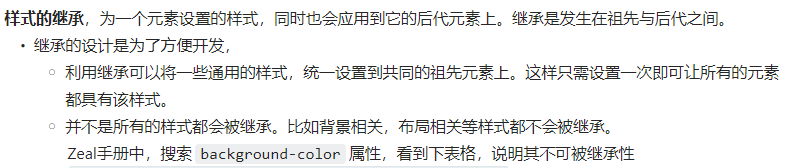 样式的继承，为一个元素设置的样式，同时也会应用到它的后代元素上。继承是发生在祖先与后代之间。
• 继承的设计是为了方便开发，
○ 利用继承可以将一些通用的样式，统一设置到共同的祖先元素上。这样只需设置一次即可让所有的元素
都具有该样式。
○ 并不是所有的样式都会被继承。比如背景相关，布局相关等样式都不会被继承。
Zeal手册中，搜索 background-color 属性，看到下表格，说明其不可被继承性